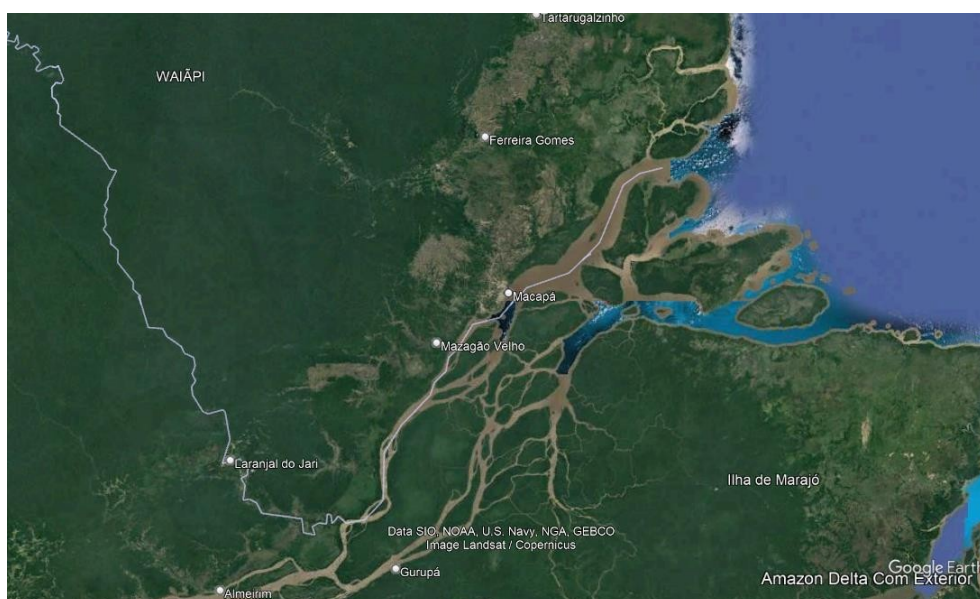 Tartarugalzinho
WAIÃPI
Ferreira Gomes
Macapá
Mazagão Velho
Laranjal do Jari
Ilha de Marajó
Data SIO, NOAA, U.S. Navy, NGA, GEBCO
Image Landsat / Copernicus
Gurupá
Google Earth
Amazon Delta Com Exterior
Almeirim